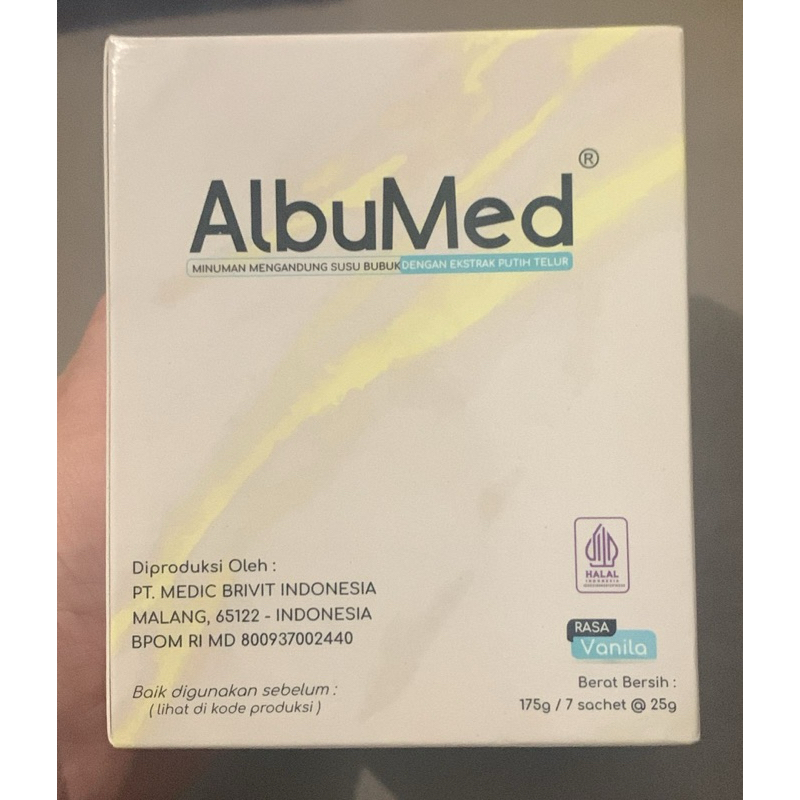 AlbuMed®
MINUMAN MENGANDUNG SUSU BUBUK DENGAN EKSTRAK PUTIH TELUR
Diproduksi Oleh :
PT. MEDIC BRIVIT INDONESIA
MALANG, 65122 - INDONESIA
BPOM RI MD 800937002440
Baik digunakan sebelum :
( lihat di kode produksi )
HALAL
INDONESIA
RASA
Vanila
Berat Bersih :
175g / 7 sachet @ 25g